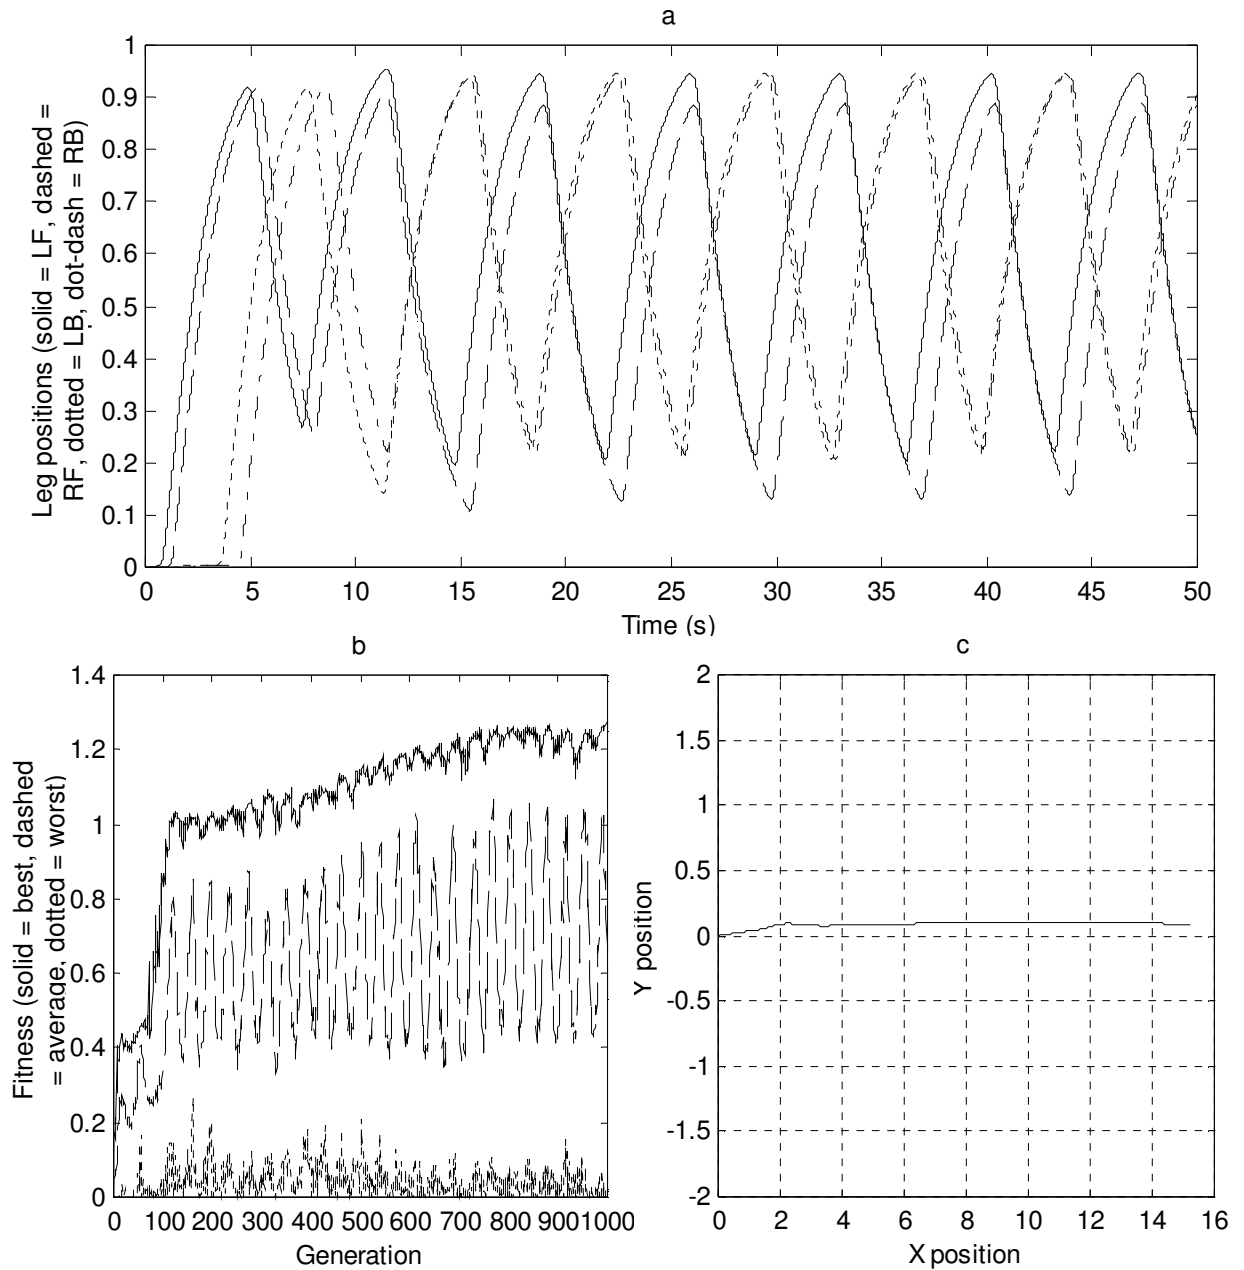 a
Leg positions (solid = LF, dashed =
RF, dotted = LB, dot-dash = RB)
1
0.9
0.8
0.7
0.6
0.5
0.4
0.3
0.2
0.1
0
0 5 10 15 20 25 30 35 40 45 50
Time (s)
b
Fitness (solid = best, dashed
= average, dotted = worst)
1.4
1.2
1
0.8
0.6
0.4
0.2
0
0 100 200 300 400 500 600 700 800 900 1000
Generation
c
Y position
2
1.5
1
0.5
0
-0.5
-1
-1.5
-2
0 2 4 6 8 10 12 14 16
X position